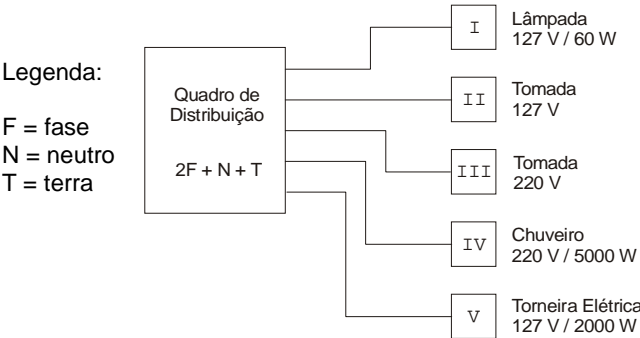 Legenda:
F = fase
N = neutro
T = terra
Quadro de
Distribuição
2F + N + T
I
Lâmpada
127 V / 60 W
II
Tomada
127 V
III
Tomada
220 V
IV
Chuveiro
220 V / 5000 W
V
Torneira Elétrica
127 V / 2000 W